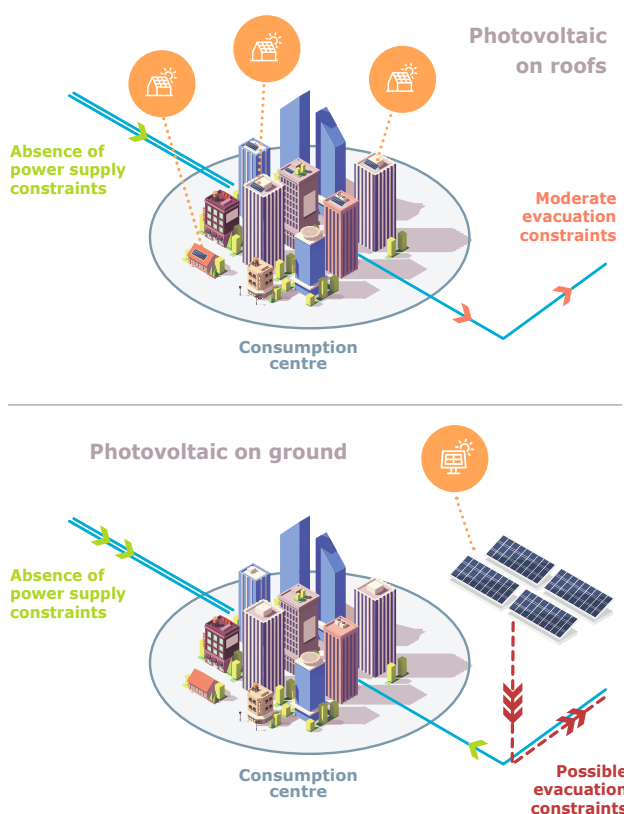 Photovoltaic
on roofs
Absence of
power supply
constraints
Moderate
evacuation
constraints
Consumption
centre
Photovoltaic on ground
Absence of
power supply
constraints
Consumption
centre
Possible
evacuation
constraints